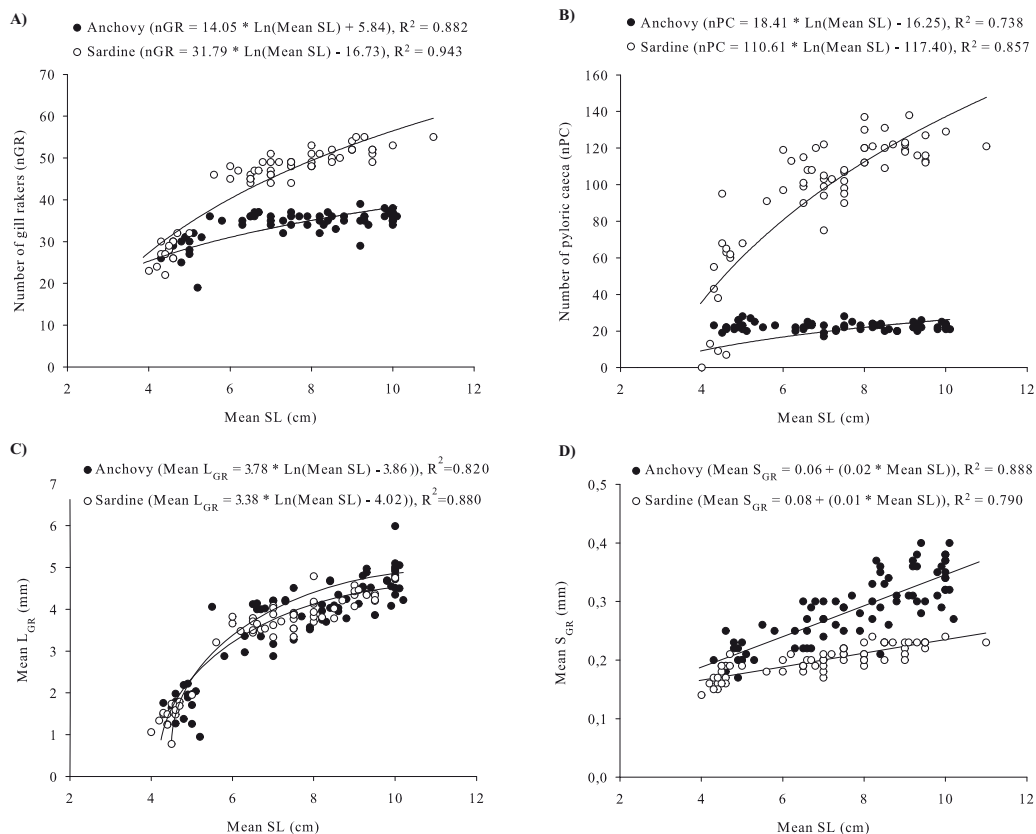 A)
Anchovy (nGR = 14.05 * Ln(Mean SL) + 5.84), R² = 0.882
Sardine (nGR = 31.79 * Ln(Mean SL) - 16.73), R² = 0.943
70
60
50
40
30
20
10
0
Number of gill rakers (nGR)
2 4 6 8 10 12
Mean SL (cm)
B)
Anchovy (nPC = 18.41 * Ln(Mean SL) - 16.25), R² = 0.738
Sardine (nPC = 110.61 * Ln(Mean SL) - 117.40), R² = 0.857
160
140
120
100
80
60
40
20
0
Number of pyloric caeca (nPC)
2 4 6 8 10 12
Mean SL (cm)
C)
Anchovy (Mean L_GR = 3.78 * Ln(Mean SL) - 3.86)), R²=0.820
Sardine (Mean L_GR = 3.38 * Ln(Mean SL) - 4.02)), R²=0.880
7
6
5
4
3
2
1
0
Mean L_GR (mm)
2 4 6 8 10 12
Mean SL (cm)
D)
Anchovy (Mean S_GR = 0.06 + (0.02 * Mean SL)), R² = 0.888
Sardine (Mean S_GR = 0.08 + (0.01 * Mean SL)), R² = 0.790
0,5
0,4
0,3
0,2
0,1
0,0
Mean S_GR (mm)
2 4 6 8 10 12
Mean SL (cm)